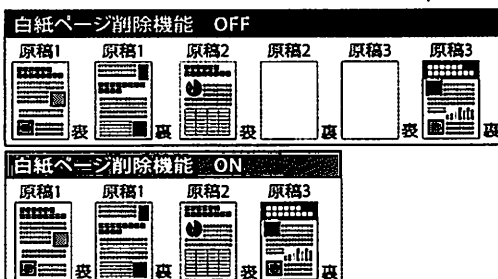 白紙ページ削除機能 OFF
原稿1 原稿1 原稿2 原稿2 原稿3 原稿3
表 裏 表 裏 表 裏
白紙ページ削除機能 ON
原稿1 原稿1 原稿2 原稿3
表 裏 表 裏